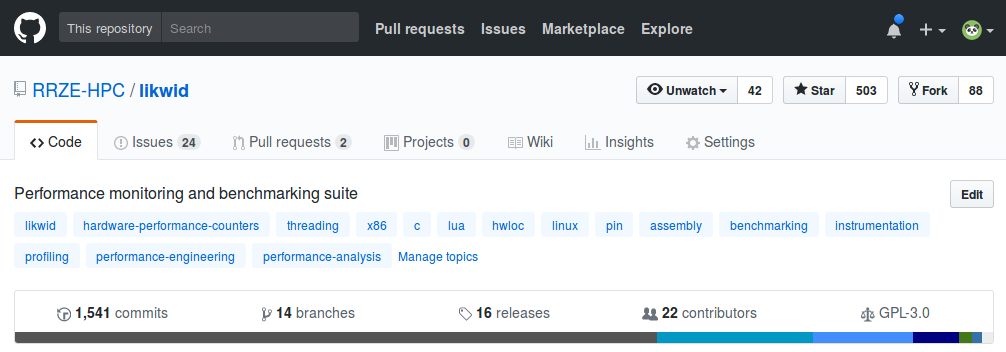 This repository Search Pull requests Issues Marketplace Explore
RRZE-HPC / likwid Unwatch 42 Star 503 Fork 88
Code Issues 24 Pull requests 2 Projects 0 Wiki Insights Settings
Performance monitoring and benchmarking suite Edit
likwid hardware-performance-counters threading x86 c lua hwloc linux pin assembly benchmarking instrumentation
profiling performance-engineering performance-analysis Manage topics
1,541 commits 14 branches 16 releases 22 contributors GPL-3.0